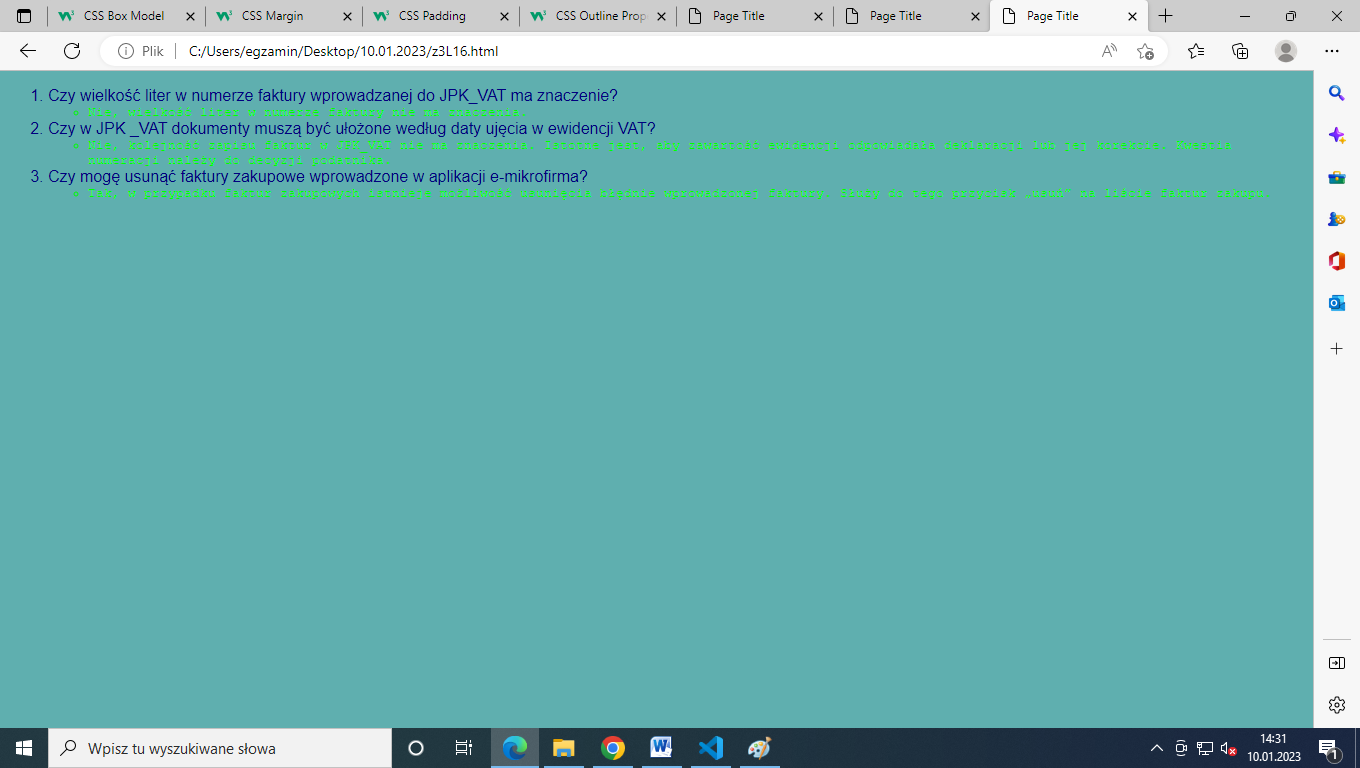 CSS Box Model
CSS Margin
CSS Padding
CSS Outline Prop
Page Title
Page Title
Page Title
Plik
C:/Users/egzamin/Desktop/10.01.2023/z3L16.html
1. Czy wielkość liter w numerze faktury wprowadzanej do JPK_VAT ma znaczenie?
Nie, wielkość liter w numerze faktury nie ma znaczenia.
2. Czy w JPK _VAT dokumenty muszą być ułożone według daty ujęcia w ewidencji VAT?
Nie, kolejność zapisu faktur w JPK_VAT nie ma znaczenia. Istotne jest, aby zawartość ewidencji odpowiadała deklaracji lub jej korekcie. Kwestia
numeracji należy do decyzji podatnika.
3. Czy mogę usunąć faktury zakupowe wprowadzone w aplikacji e-mikrofirma?
Tak, w przypadku faktur zakupowych istnieje możliwość usunięcia błędnie wprowadzonej faktury. Służy do tego przycisk „usuń” na liście faktur zakupu.
Wpisz tu wyszukiwane słowa
14:31
10.01.2023
1